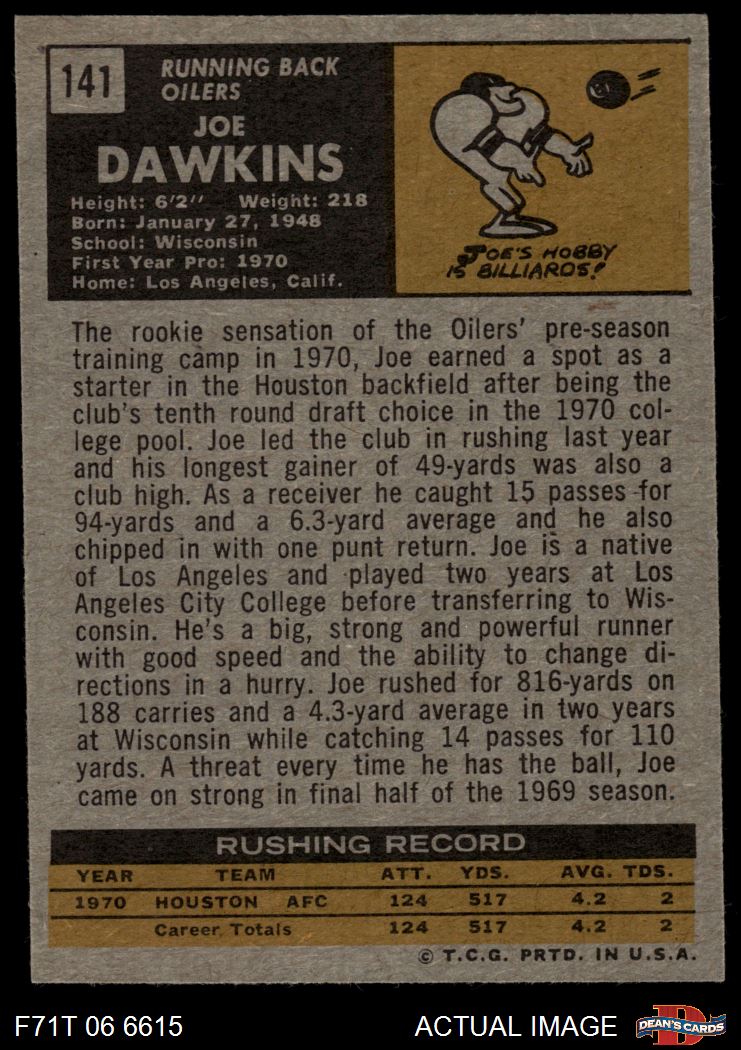 141
RUNNING BACK
OILERS
JOE
DAWKINS
Height: 6'2'' Weight: 218
Born: January 27, 1948
School: Wisconsin
First Year Pro: 1970
Home: Los Angeles, Calif.
JOE'S HOBBY
IS BILLIARDS!
The rookie sensation of the Oilers' pre-season
training camp in 1970, Joe earned a spot as a
starter in the Houston backfield after being the
club's tenth round draft choice in the 1970 col-
lege pool. Joe led the club in rushing last year
and his longest gainer of 49-yards was also a
club high. As a receiver he caught 15 passes for
94-yards and a 6.3-yard average and he also
chipped in with one punt return. Joe is a native
of Los Angeles and played two years at Los
Angeles City College before transferring to Wis-
consin. He's a big, strong and powerful runner
with good speed and the ability to change di-
rections in a hurry. Joe rushed for 816-yards on
188 carries and a 4.3-yard average in two years
at Wisconsin while catching 14 passes for 110
yards. A threat every time he has the ball, Joe
came on strong in final half of the 1969 season.
RUSHING RECORD
YEAR TEAM ATT. YDS. AVG. TDS.
1970 HOUSTON AFC 124 517 4.2 2
Career Totals 124 517 4.2 2
© T.C.G. PRTD. IN U.S.A.
F71T 06 6615 ACTUAL IMAGE DEAN'S CARDS